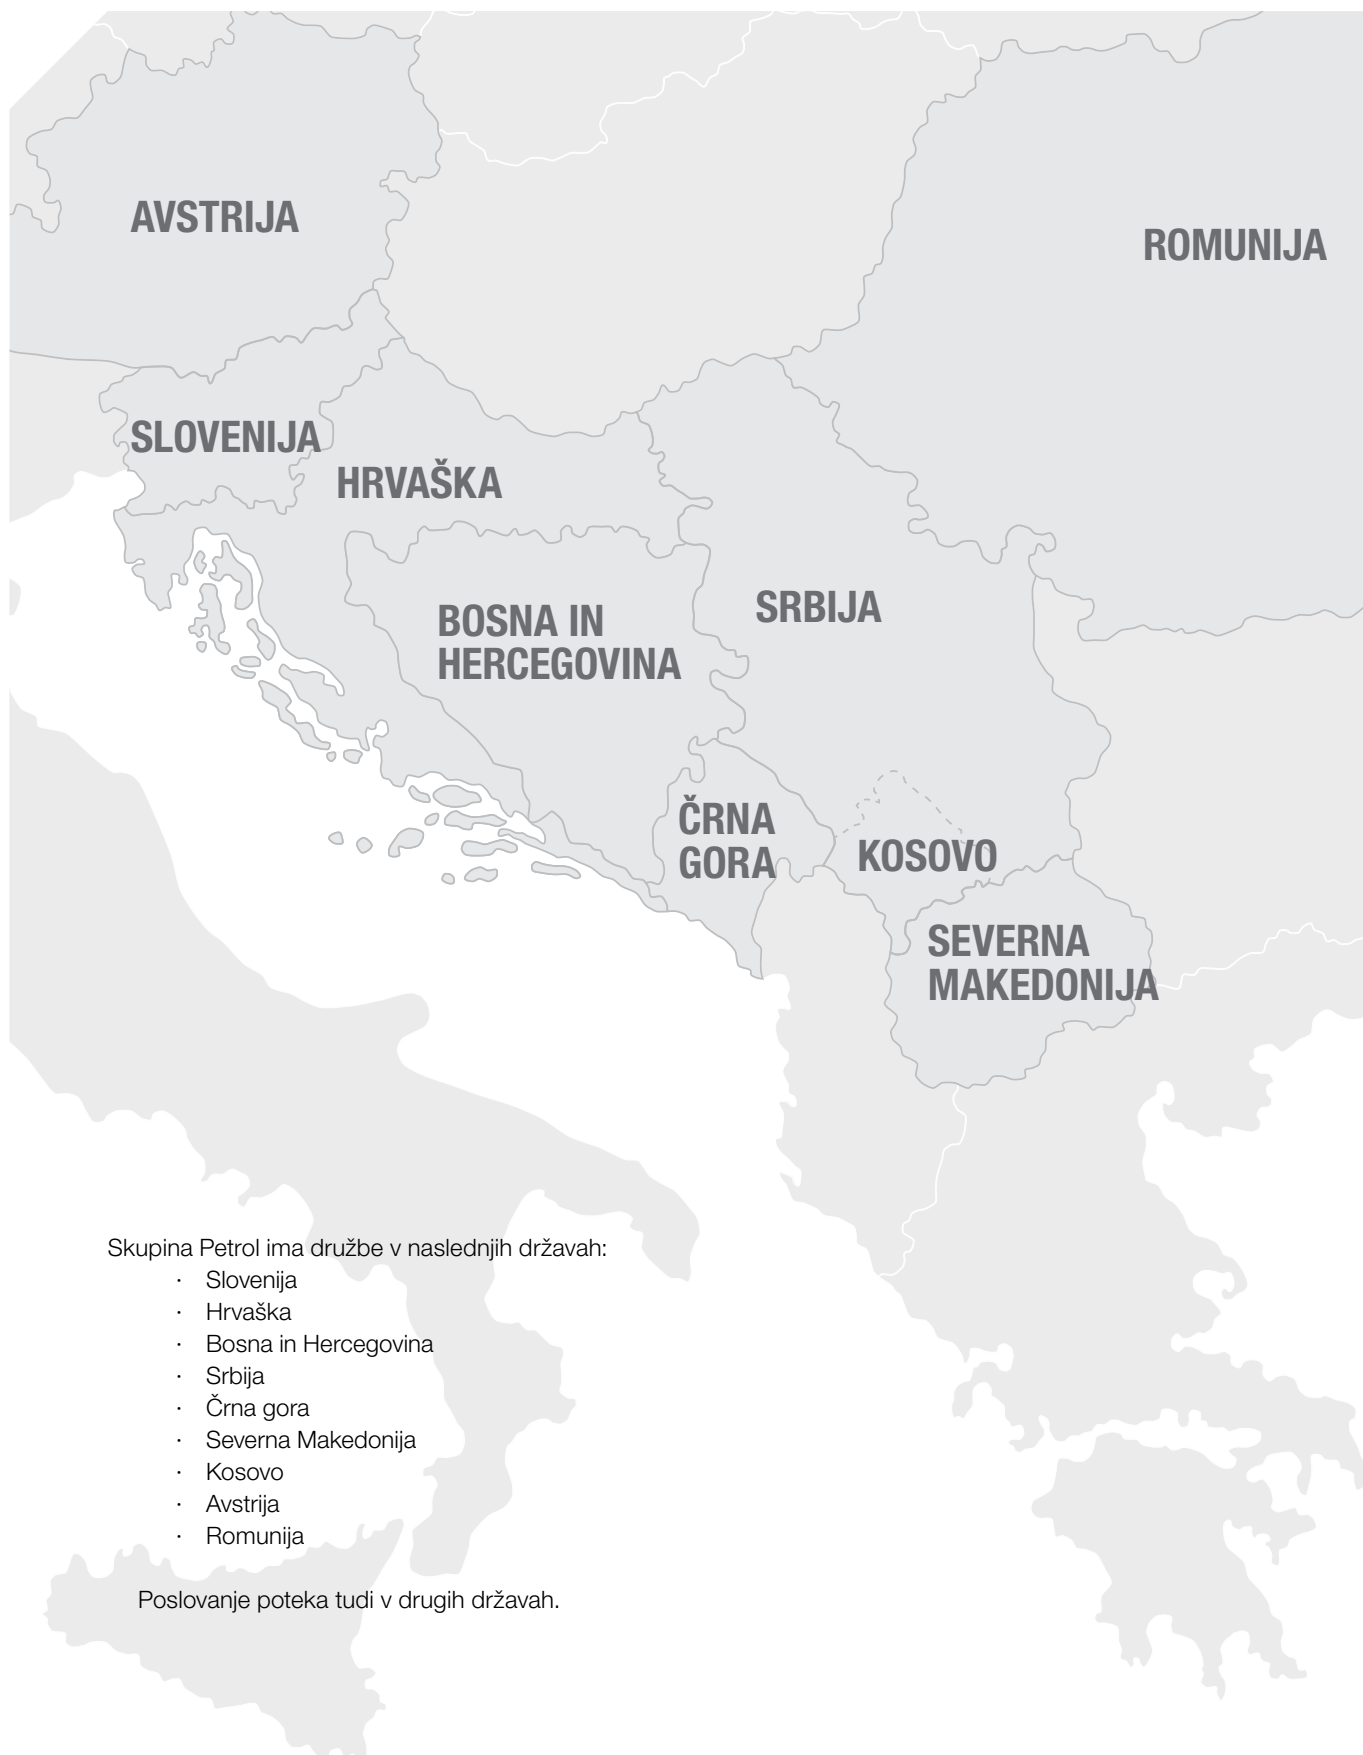 AVSTRIJA
ROMUNIJA
SLOVENIJA
HRVAŠKA
BOSNA IN
HERCEGOVINA
SRBIJA
ČRNA
GORA
KOSOVO
SEVERNA
MAKEDONIJA
Skupina Petrol ima družbe v naslednjih državah:
· Slovenija
· Hrvaška
· Bosna in Hercegovina
· Srbija
· Črna gora
· Severna Makedonija
· Kosovo
· Avstrija
· Romunija
Poslovanje poteka tudi v drugih državah.